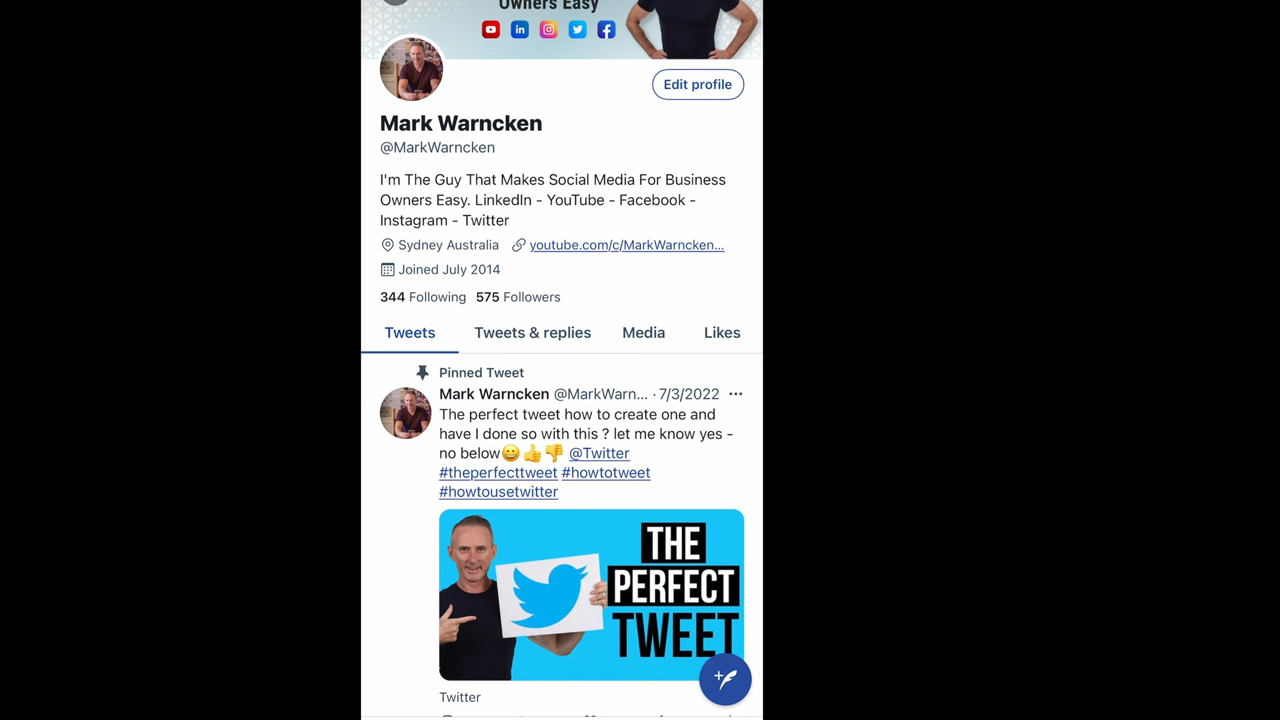 Owners Easy
Edit profile
Mark Warncken
@MarkWarncken
I'm The Guy That Makes Social Media For Business
Owners Easy. LinkedIn - YouTube - Facebook -
Instagram - Twitter
Sydney Australia youtube.com/c/MarkWarncken...
Joined July 2014
344 Following 575 Followers
Tweets Tweets & replies Media Likes
Pinned Tweet
Mark Warncken @MarkWarn... · 7/3/2022 ...
The perfect tweet how to create one and
have I done so with this ? let me know yes -
no below😀👍👎 @Twitter
#theperfecttweet #howtotweet
#howtousetwitter
THE
PERFECT
TWEET
Twitter